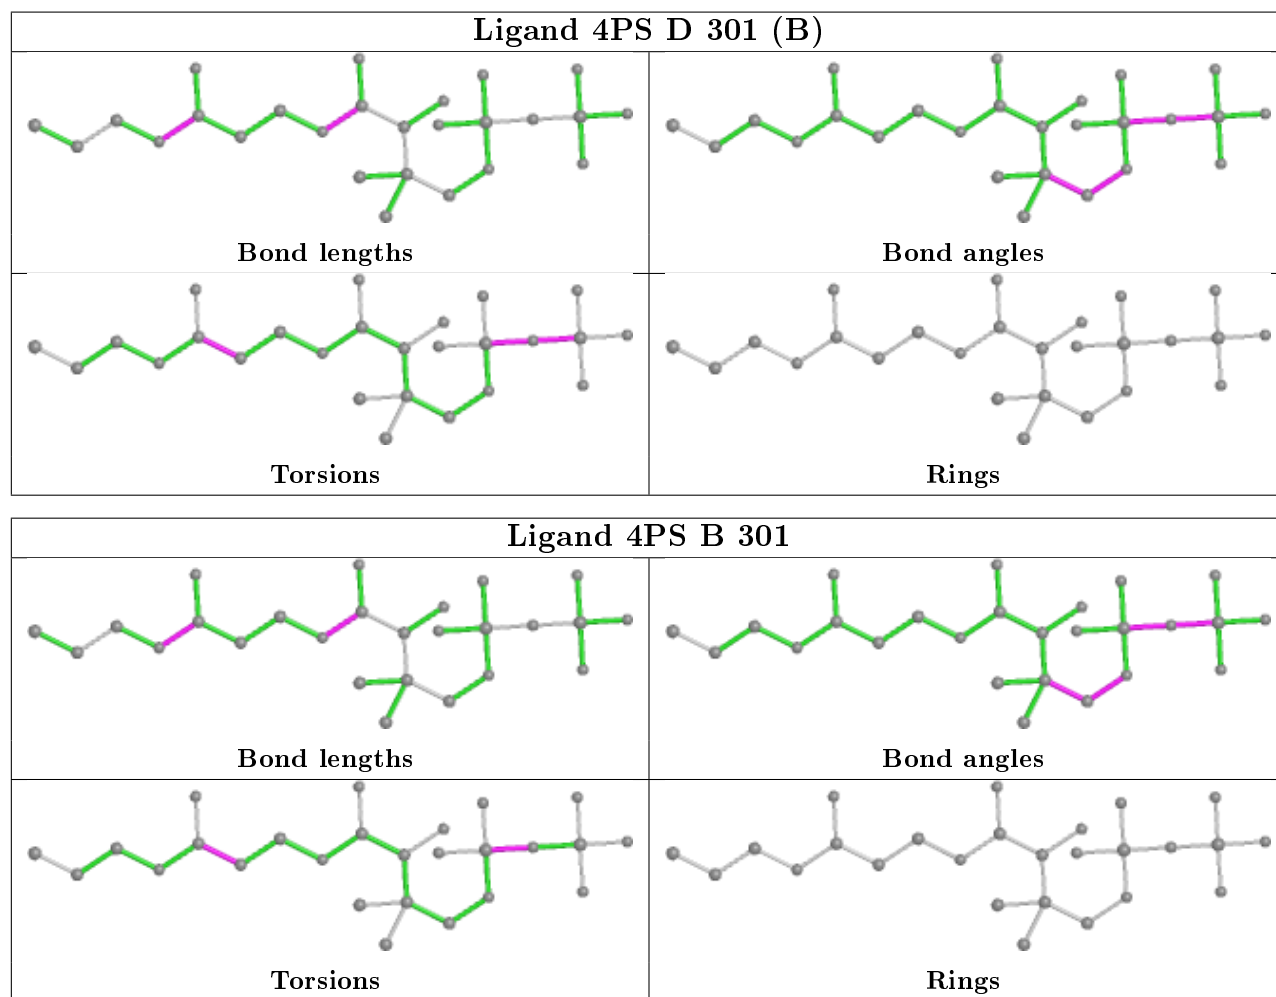 Ligand 4PS D 301 (B)
Bond lengths
Bond angles
Torsions
Rings
Ligand 4PS B 301
Bond lengths
Bond angles
Torsions
Rings